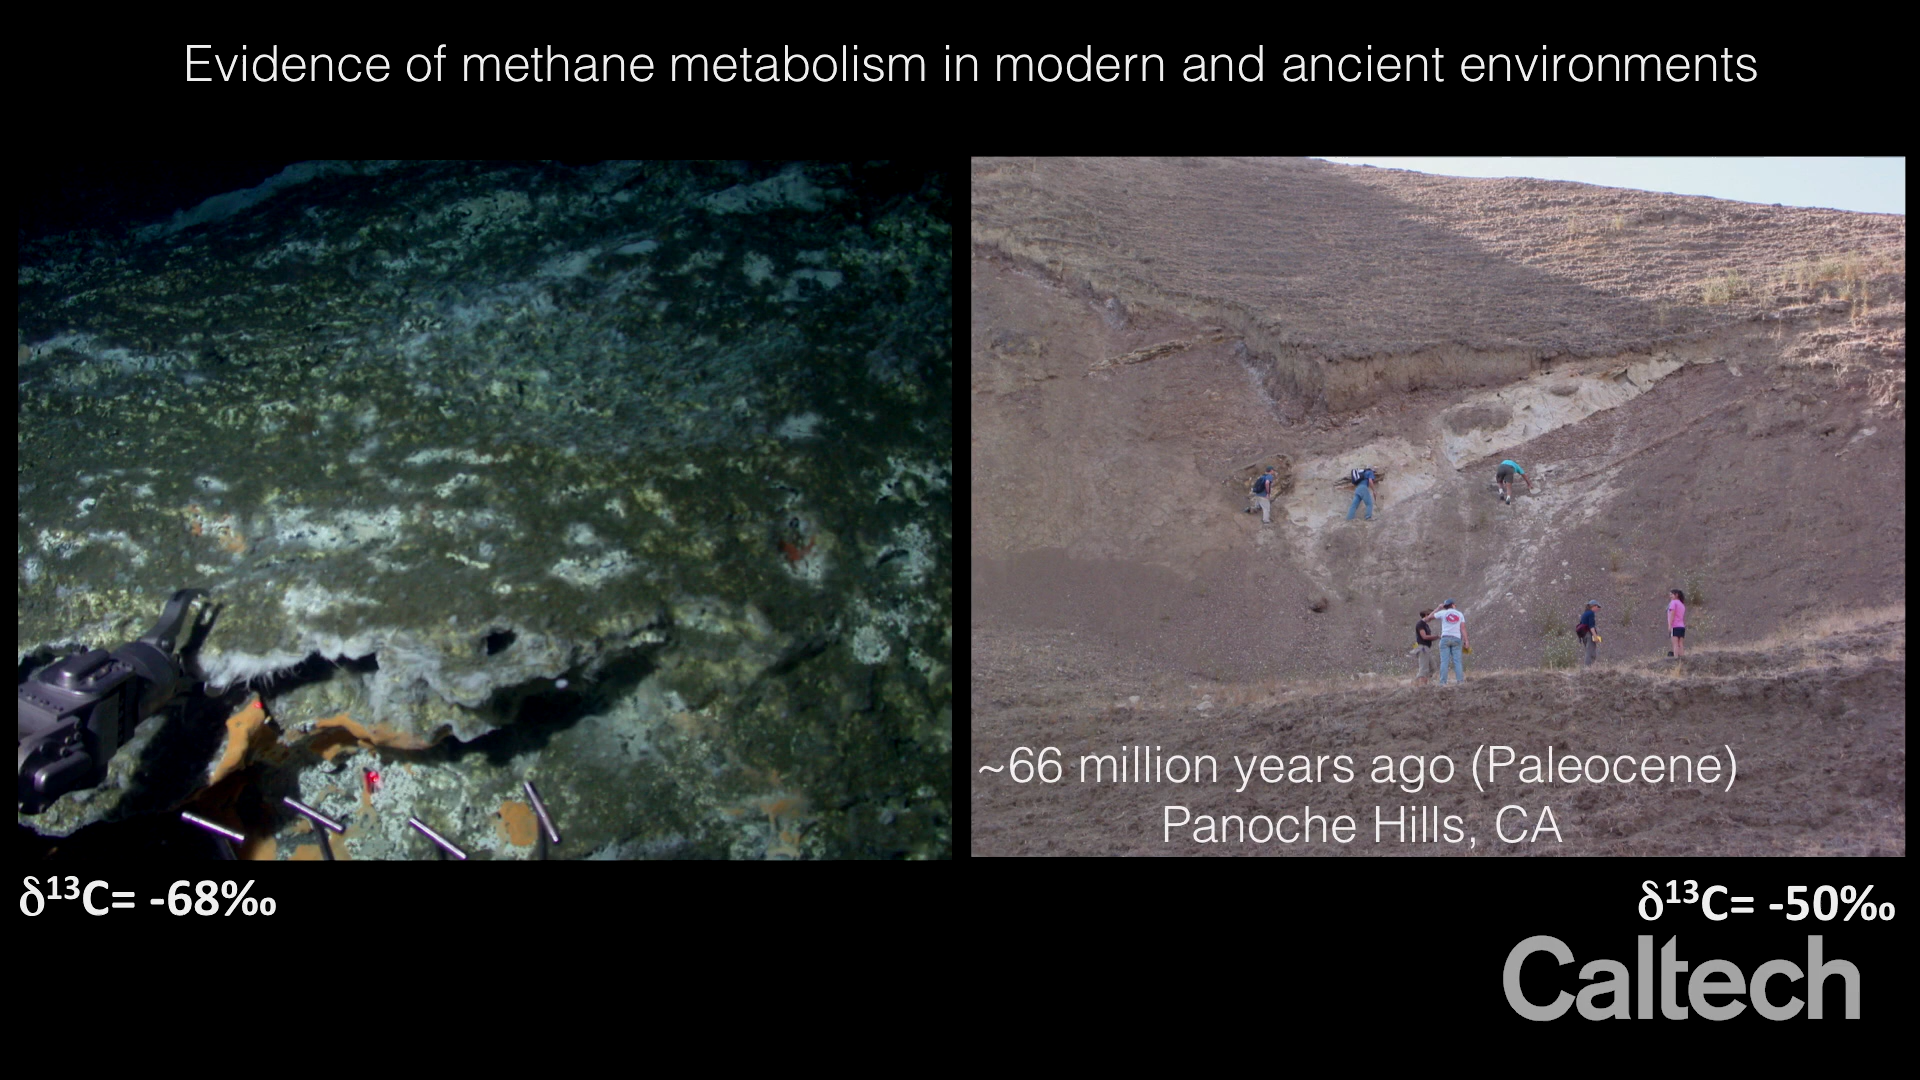 Evidence of methane metabolism in modern and ancient environments
~66 million years ago (Paleocene)
Panoche Hills, CA
δ¹³C= -68‰
δ¹³C= -50‰
Caltech